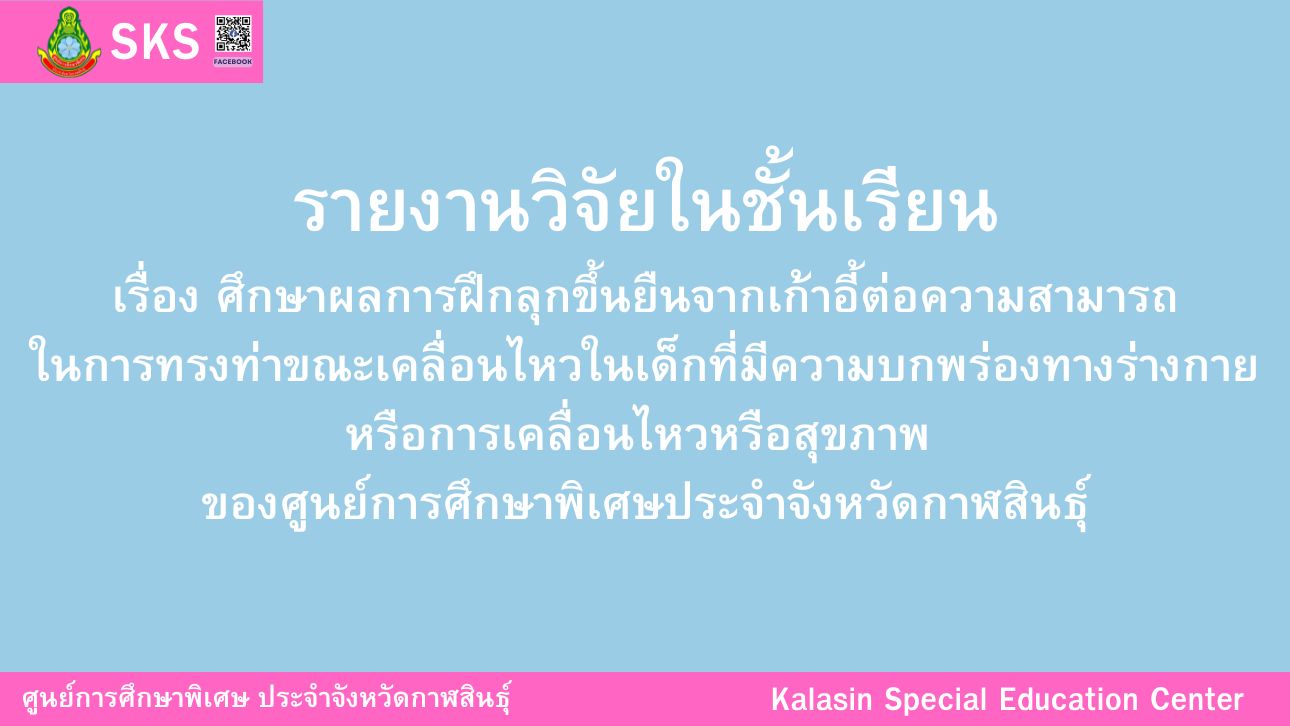 SKS
FACEBOOK
รายงานวิจัยในชั้นเรียน
เรื่อง ศึกษาผลการฝึกลุกขึ้นยืนจากเก้าอี้ต่อความสามารถ
ในการทรงท่าขณะเคลื่อนไหวในเด็กที่มีความบกพร่องทางร่างกาย
หรือการเคลื่อนไหวหรือสุขภาพ
ของศูนย์การศึกษาพิเศษประจำจังหวัดกาฬสินธุ์
ศูนย์การศึกษาพิเศษ ประจำจังหวัดกาฬสินธุ์
Kalasin Special Education Center